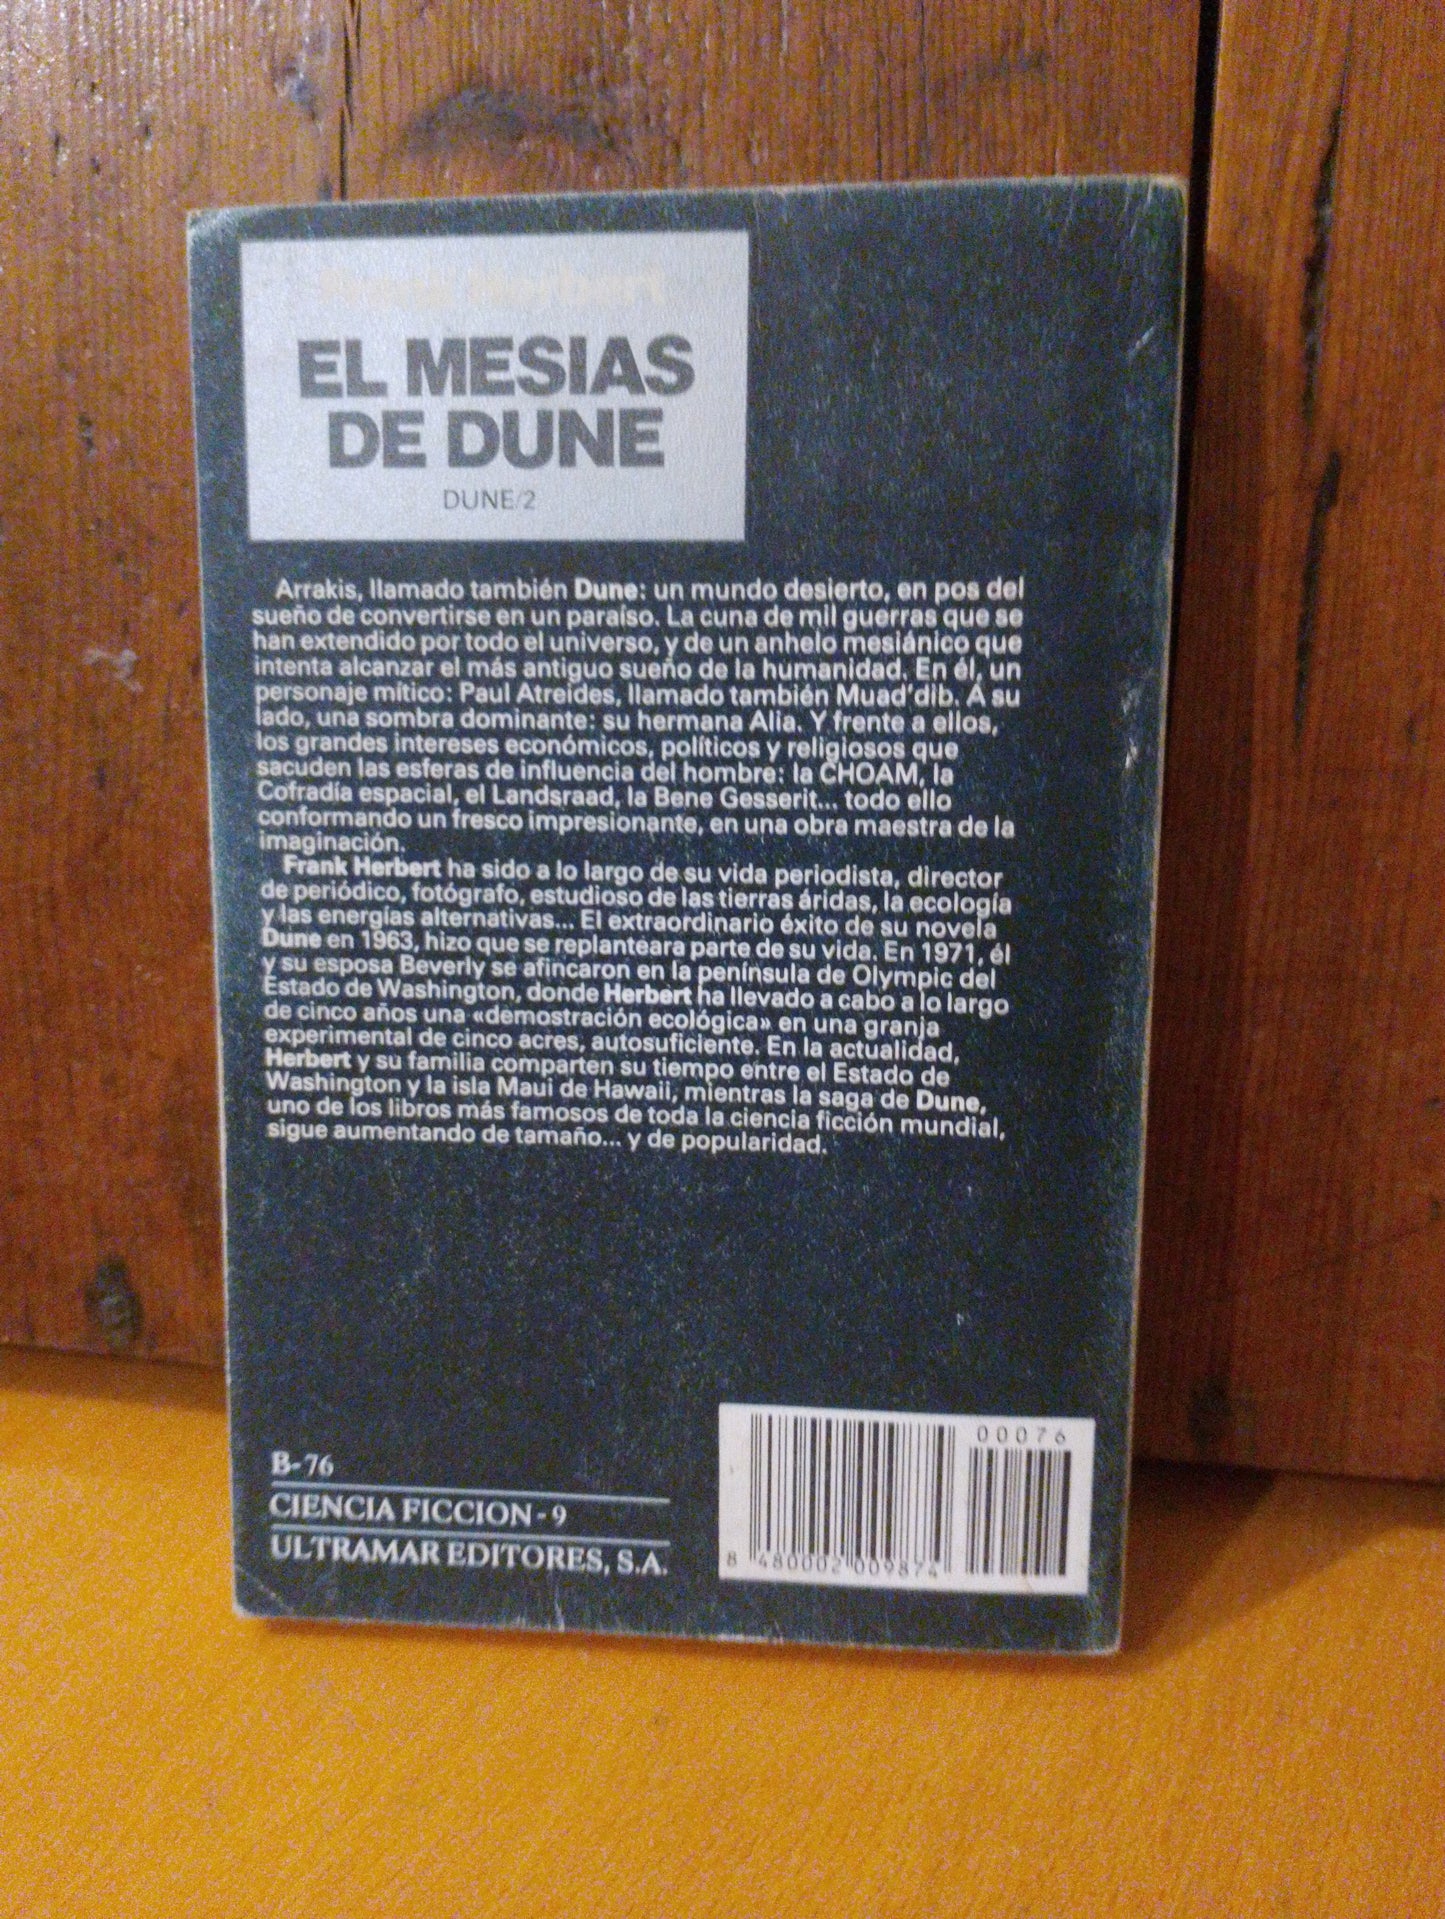 Frank Herbert
EL MESIAS
DE DUNE
DUNE/2
Arrakis, llamado también Dune: un mundo desierto, en pos del
sueño de convertirse en un paraíso. La cuna de mil guerras que se
han extendido por todo el universo, y de un anhelo mesiánico que
intenta alcanzar el más antiguo sueño de la humanidad. En él, un
personaje mítico: Paul Atreides, llamado también Muad'dib. A su
lado, una sombra dominante: su hermana Alia. Y frente a ellos,
los grandes intereses económicos, políticos y religiosos que
sacuden las esferas de influencia del hombre: la CHOAM, la
Cofradía espacial, el Landsraad, la Bene Gesserit... todo ello
conformando un fresco impresionante, en una obra maestra de la
imaginación.
Frank Herbert ha sido a lo largo de su vida periodista, director
de periódico, fotógrafo, estudioso de las tierras áridas, la ecología
y las energías alternativas... El extraordinario éxito de su novela
Dune en 1963, hizo que se replanteara parte de su vida. En 1971, él
y su esposa Beverly se afincaron en la península de Olympic del
Estado de Washington, donde Herbert ha llevado a cabo a lo largo
de cinco años una «demostración ecológica» en una granja
experimental de cinco acres, autosuficiente. En la actualidad,
Herbert y su familia comparten su tiempo entre el Estado de
Washington y la isla Maui de Hawaii, mientras la saga de Dune,
uno de los libros más famosos de toda la ciencia ficción mundial,
sigue aumentando de tamaño... y de popularidad.
B-76
CIENCIA FICCION - 9
ULTRAMAR EDITORES, S.A.
00076
8 480002 009874